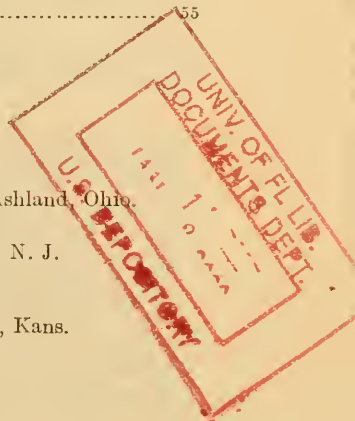 55
UNIV. OF FL LIB.
DOCUMENTS DEPT.
U.S. DEPOSITORY
Ashland, Ohio.
N. J.
, Kans.